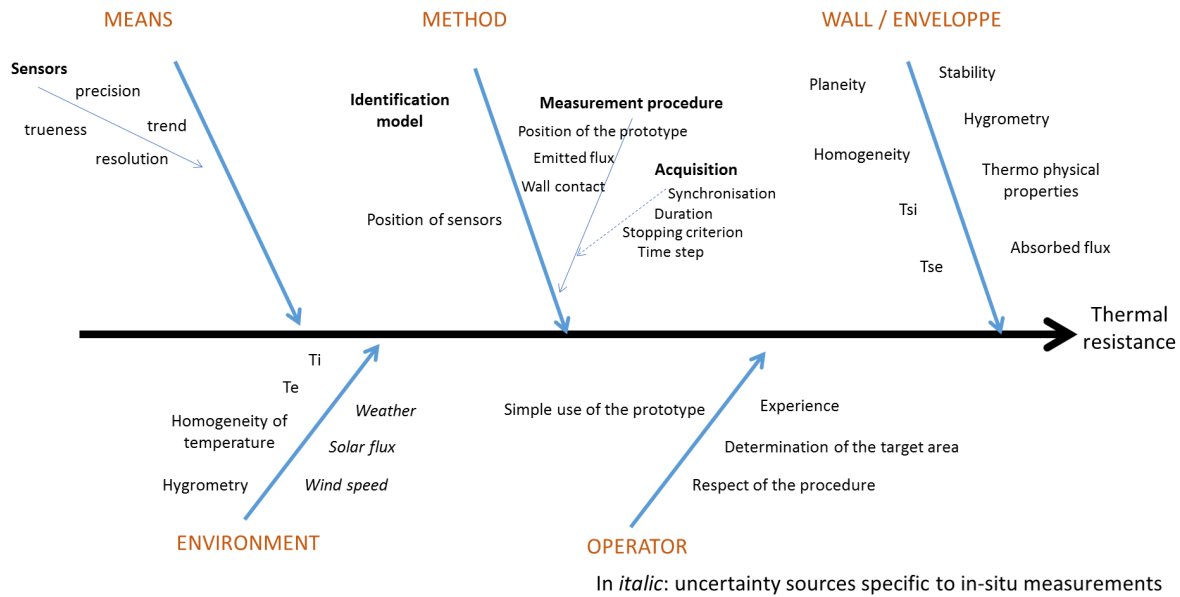 MEANS
METHOD
WALL / ENVELOPPE
Sensors
precision
trueness
trend
resolution
Identification
model
Position of sensors
Measurement procedure
Position of the prototype
Emitted flux
Wall contact
Acquisition
Synchronisation
Duration
Stopping criterion
Time step
Planeity
Homogeneity
Tsi
Tse
Stability
Hygrometry
Thermo physical
properties
Absorbed flux
Thermal
resistance
Ti
Te
Homogeneity of
temperature
Hygrometry
Weather
Solar flux
Wind speed
Simple use of the prototype
Experience
Determination of the target area
Respect of the procedure
ENVIRONMENT
OPERATOR
In italic: uncertainty sources specific to in-situ measurements